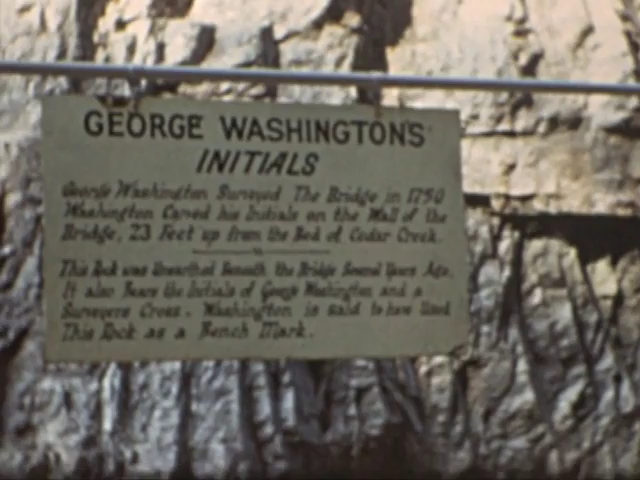 GEORGE WASHINGTON'S
INITIALS
George Washington Surveyed The Bridge in 1750
Washington Carved his Initials on the Wall of the
Bridge, 23 Feet up from the Bed of Cedar Creek.
This Rock was Unearthed Beneath the Bridge Several Years Ago.
It also Bears the Initials of George Washington and a
Surveyors Cross. Washington is said to have Used
This Rock as a Bench Mark.